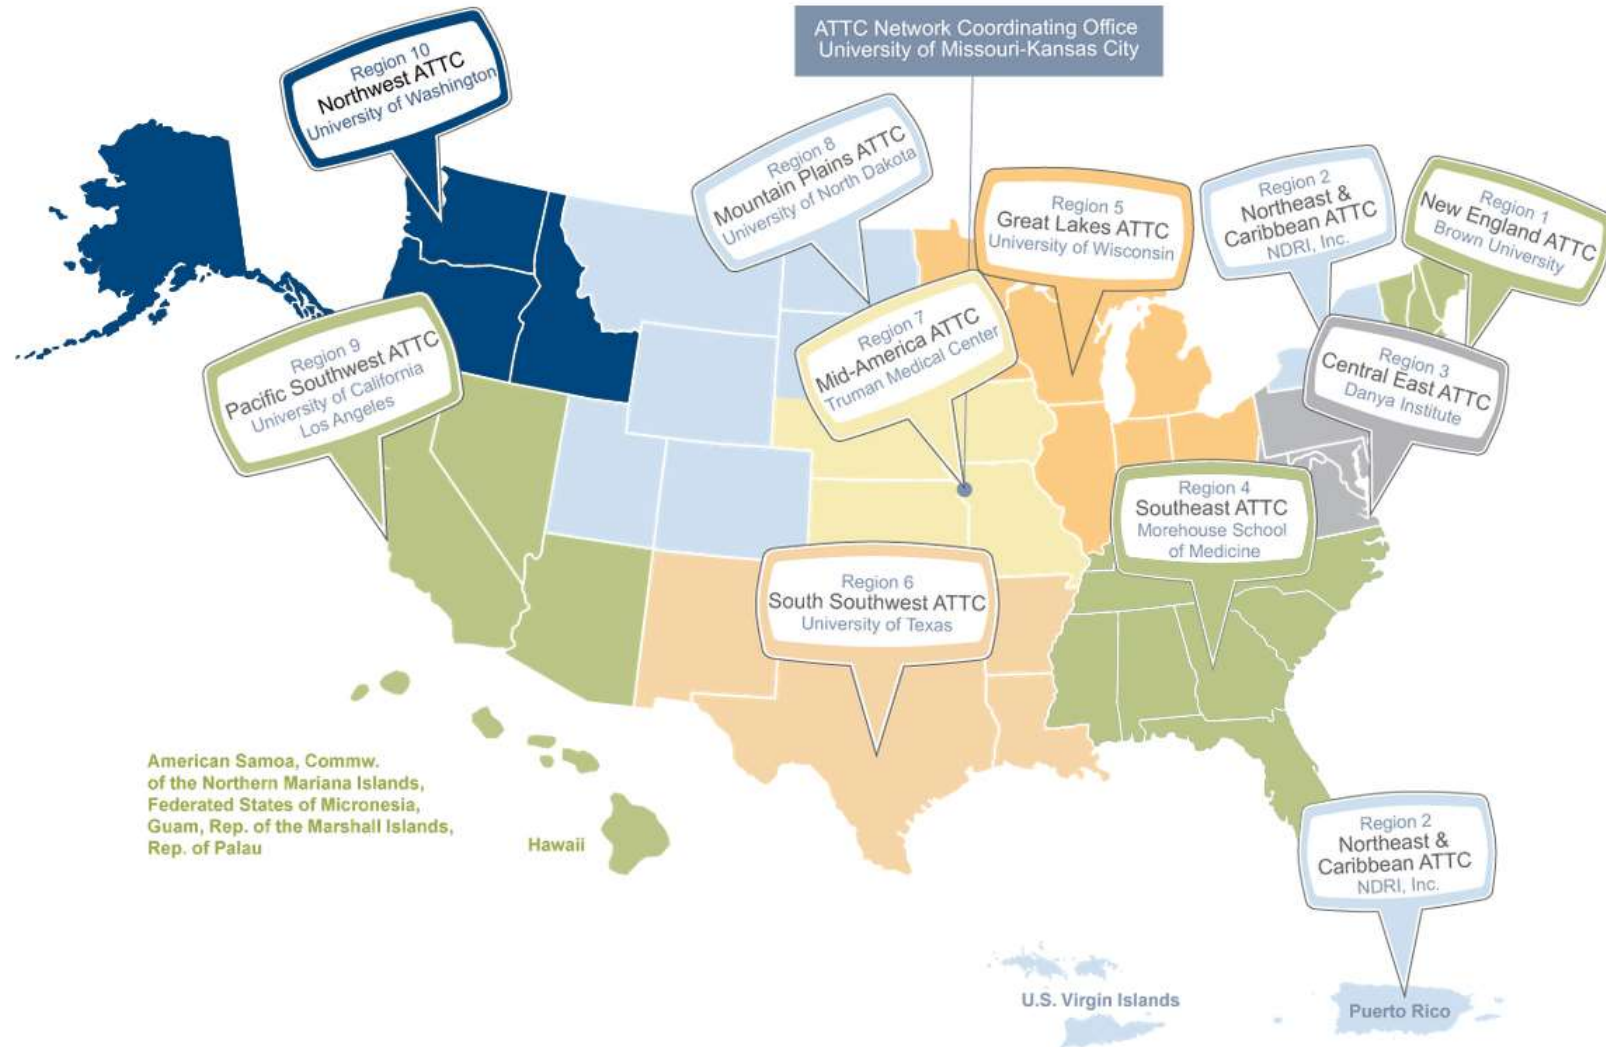 ATTC Network Coordinating Office
University of Missouri-Kansas City
Region 10
Northwest ATTC
University of Washington
Region 8
Mountain Plains ATTC
University of North Dakota
Region 5
Great Lakes ATTC
University of Wisconsin
Region 2
Northeast &
Caribbean ATTC
NDRI, Inc.
Region 1
New England ATTC
Brown University
Region 9
Pacific Southwest ATTC
University of California
Los Angeles
Region 7
Mid-America ATTC
Truman Medical Center
Region 3
Central East ATTC
Danya Institute
Region 4
Southeast ATTC
Morehouse School
of Medicine
Region 6
South Southwest ATTC
University of Texas
American Samoa, Commw.
of the Northern Mariana Islands,
Federated States of Micronesia,
Guam, Rep. of the Marshall Islands,
Rep. of Palau
Hawaii
Region 2
Northeast &
Caribbean ATTC
NDRI, Inc.
U.S. Virgin Islands
Puerto Rico